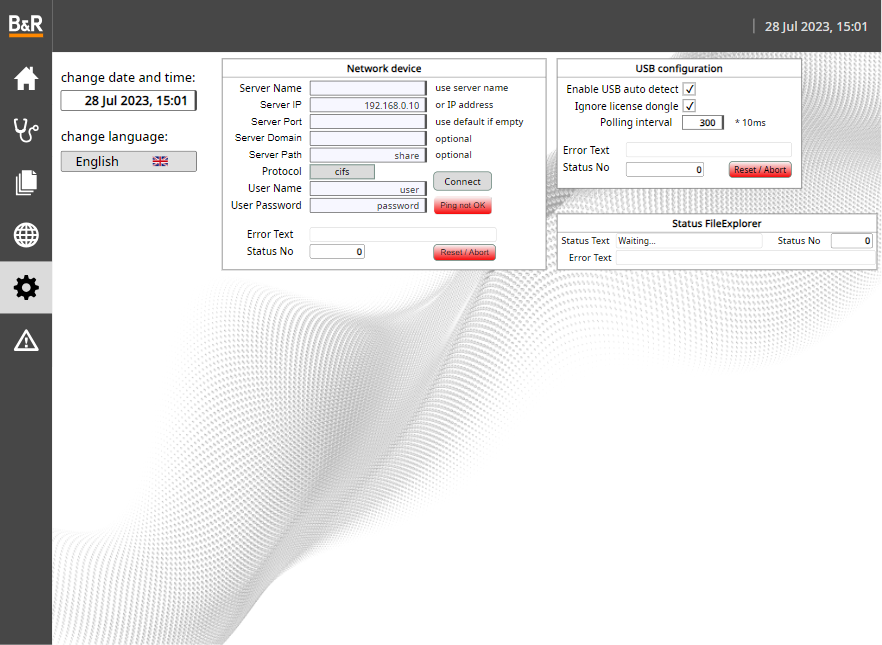 B&R
28 Jul 2023, 15:01
change date and time:
28 Jul 2023, 15:01
change language:
English
Network device
Server Name use server name
Server IP 192.168.0.10 or IP address
Server Port use default if empty
Server Domain optional
Server Path share optional
Protocol cifs
User Name user Connect
User Password password Ping not OK
Error Text
Status No 0 Reset / Abort
USB configuration
Enable USB auto detect
Ignore license dongle
Polling interval 300 * 10ms
Error Text
Status No 0 Reset / Abort
Status FileExplorer
Status Text Waiting... Status No 0
Error Text